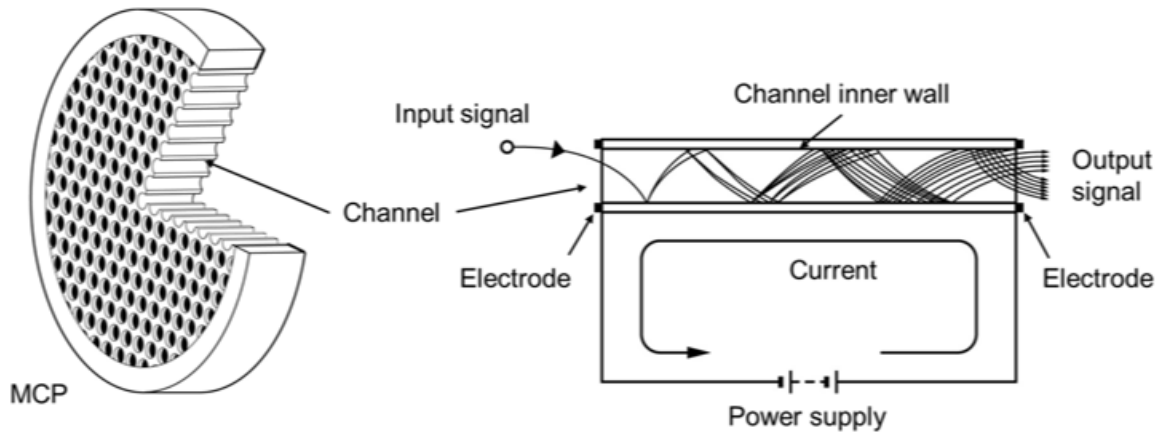 Channel inner wall
Input signal
Output
signal
Channel
Electrode
Current
Electrode
MCP
Power supply